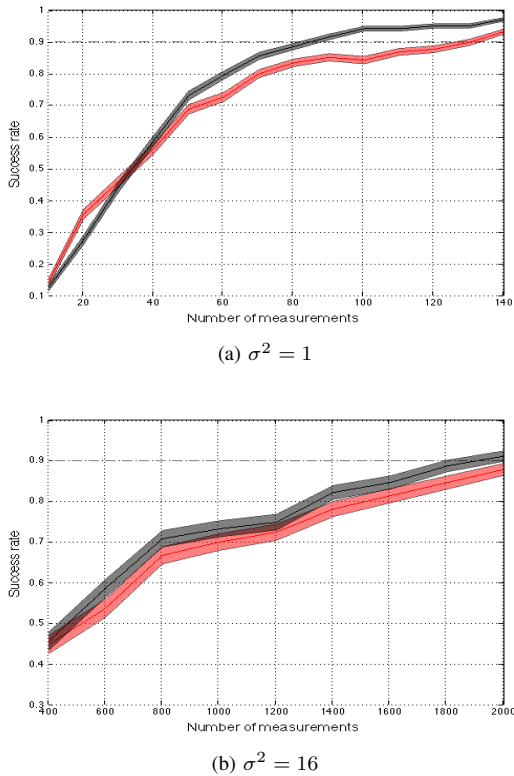 1
0.9
0.8
0.7
0.6
0.5
0.4
0.3
0.2
0.1
Success rate
20 40 60 80 100 120 140
Number of measurements
(a) σ² = 1
1
0.9
0.8
0.7
0.6
0.5
0.4
0.3
Success rate
400 600 800 1000 1200 1400 1600 1800 2000
Number of measurements
(b) σ² = 16